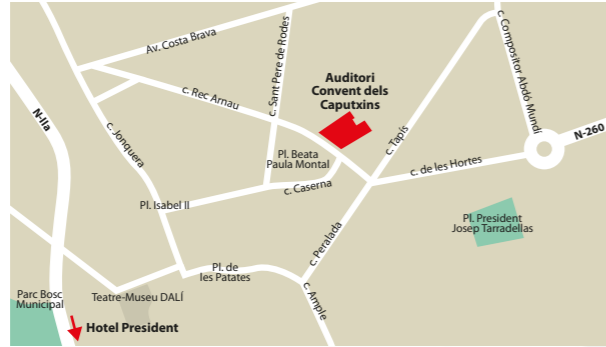 Av. Costa Brava
c. Sant Pere de Rodes
c. Compositor Abdó Mundí
Auditori
Convent dels
Caputxins
N-IIa
c. Rec Arnau
c. Jonquera
c. Tapís
N-260
Pl. Beata
Paula Montal
c. de les Hortes
c. Caserna
Pl. Isabel II
Pl. President
Josep Tarradellas
c. Peralada
Pl. de
les Patates
Parc Bosc
Municipal
Teatre-Museu DALÍ
c. Ample
Hotel President